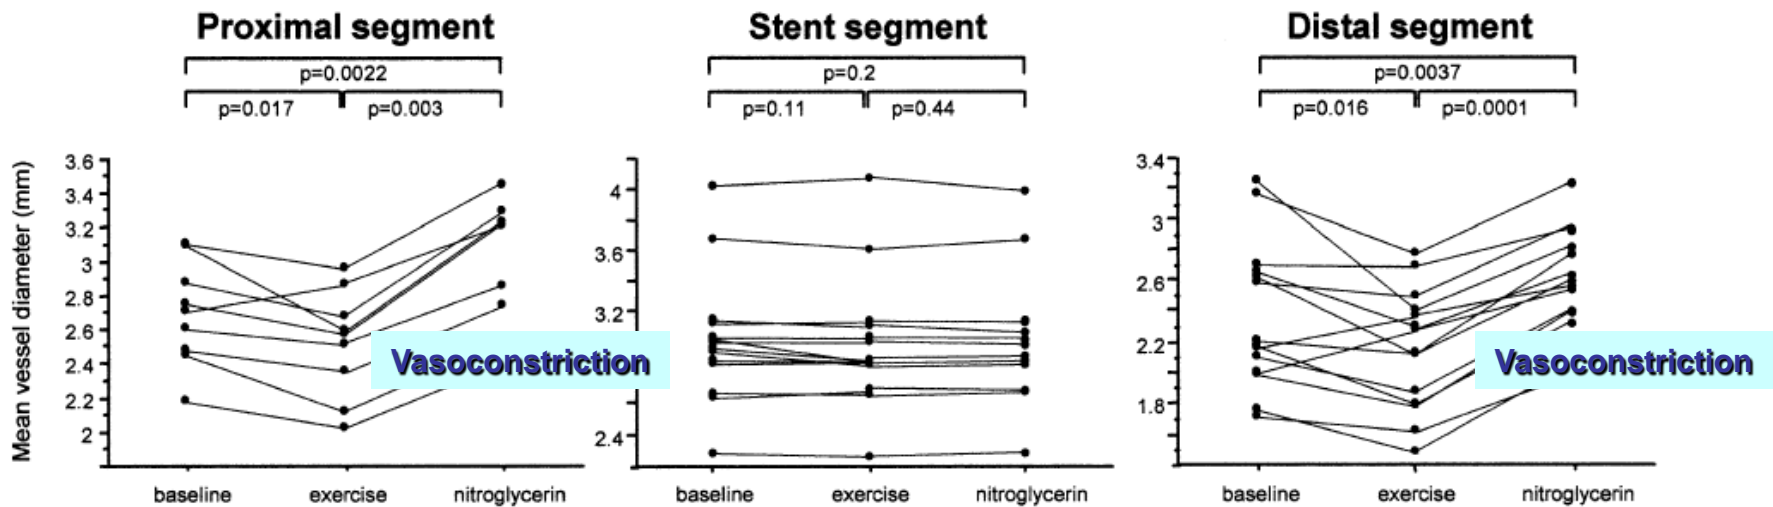 Proximal segment
p=0.0022
p=0.017 p=0.003
Mean vessel diameter (mm)
3.6
3.4
3.2
3
2.8
2.6
2.4
2.2
2
Vasoconstriction
baseline exercise nitroglycerin
Stent segment
p=0.2
p=0.11 p=0.44
4
3.6
3.2
2.4
baseline exercise nitroglycerin
Distal segment
p=0.0037
p=0.016 p=0.0001
3.4
3
2.6
2.2
1.8
Vasoconstriction
baseline exercise nitroglycerin